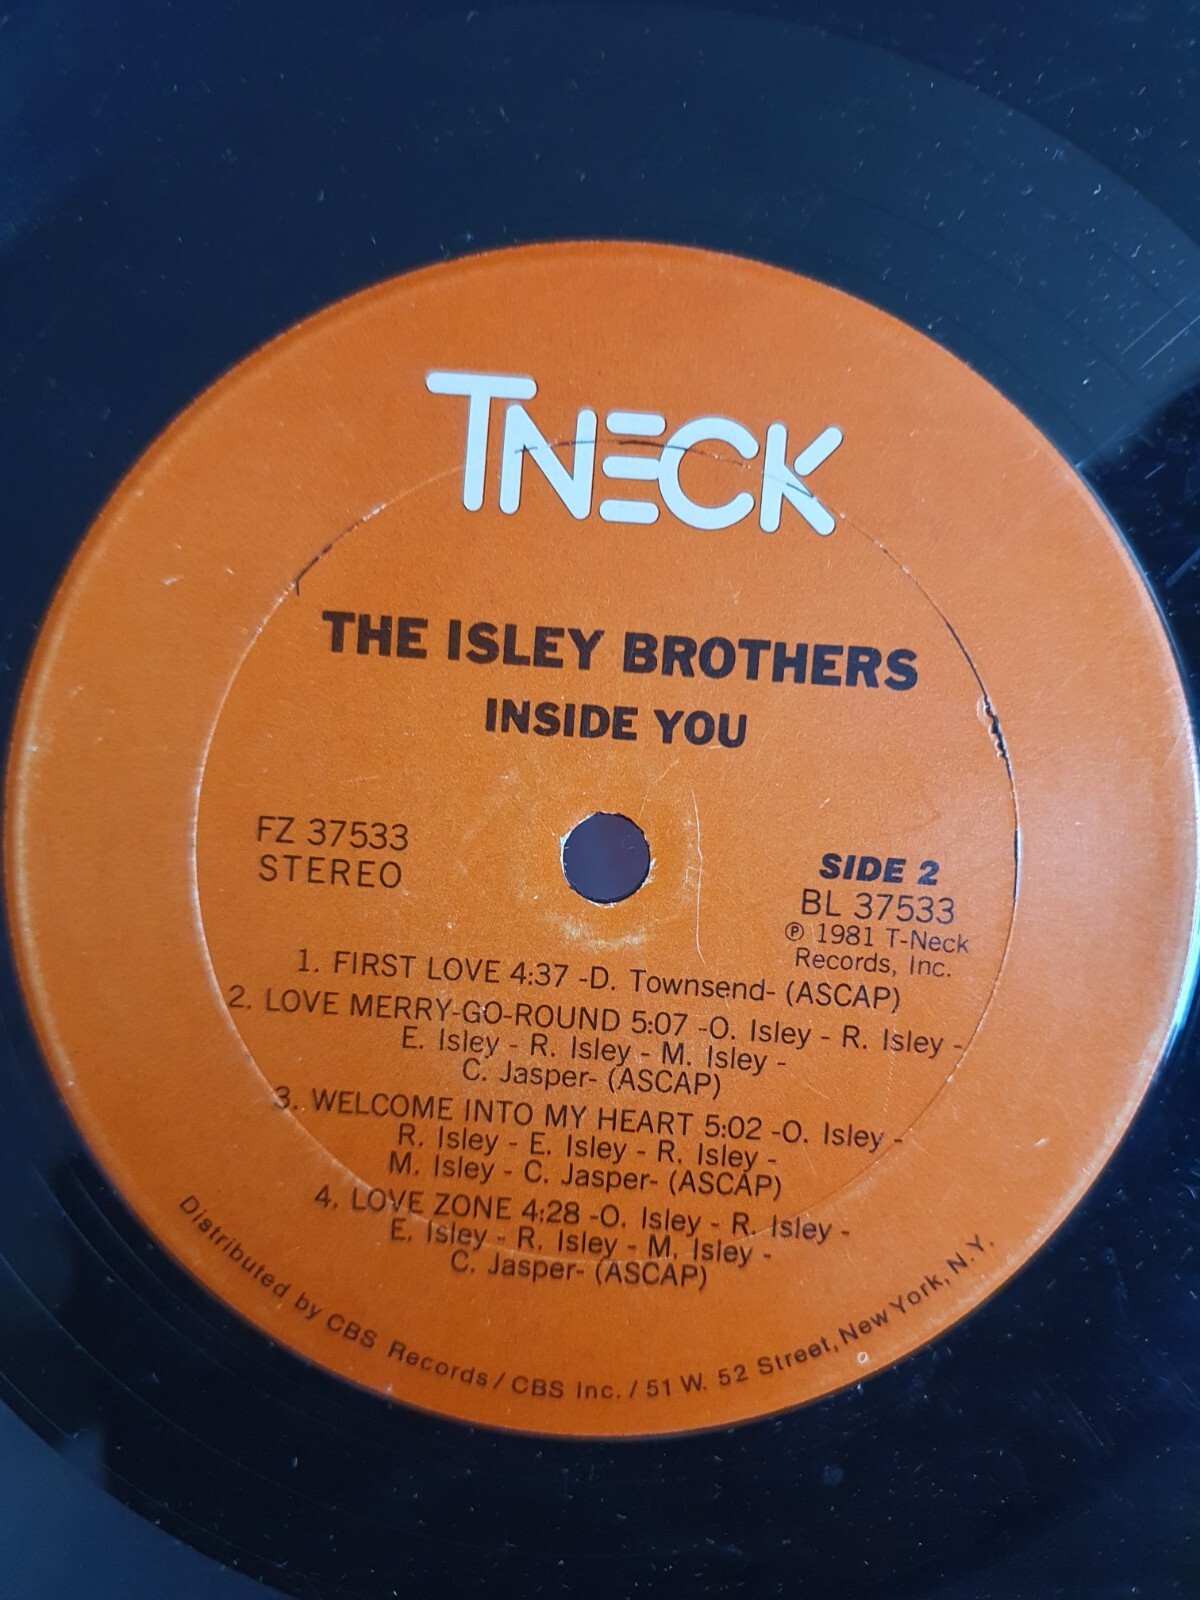 TNECK
THE ISLEY BROTHERS
INSIDE YOU
FZ 37533
STEREO
SIDE 2
BL 37533
℗ 1981 T-Neck
Records, Inc.
1. FIRST LOVE 4:37 -D. Townsend- (ASCAP)
2. LOVE MERRY-GO-ROUND 5:07 -O. Isley - R. Isley -
E. Isley - R. Isley - M. Isley -
C. Jasper- (ASCAP)
3. WELCOME INTO MY HEART 5:02 -O. Isley -
R. Isley - E. Isley - R. Isley -
M. Isley - C. Jasper- (ASCAP)
4. LOVE ZONE 4:28 -O. Isley - R. Isley -
E. Isley - R. Isley - M. Isley -
C. Jasper- (ASCAP)
Distributed by CBS Records / CBS Inc. / 51 W. 52 Street, New York, N.Y.